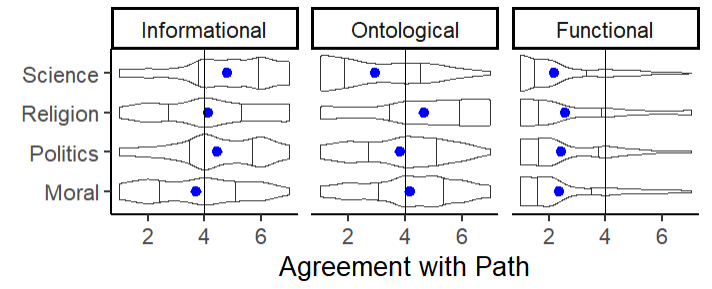 Informational Ontological Functional
Science
Religion
Politics
Moral
2 4 6 2 4 6 2 4 6
Agreement with Path